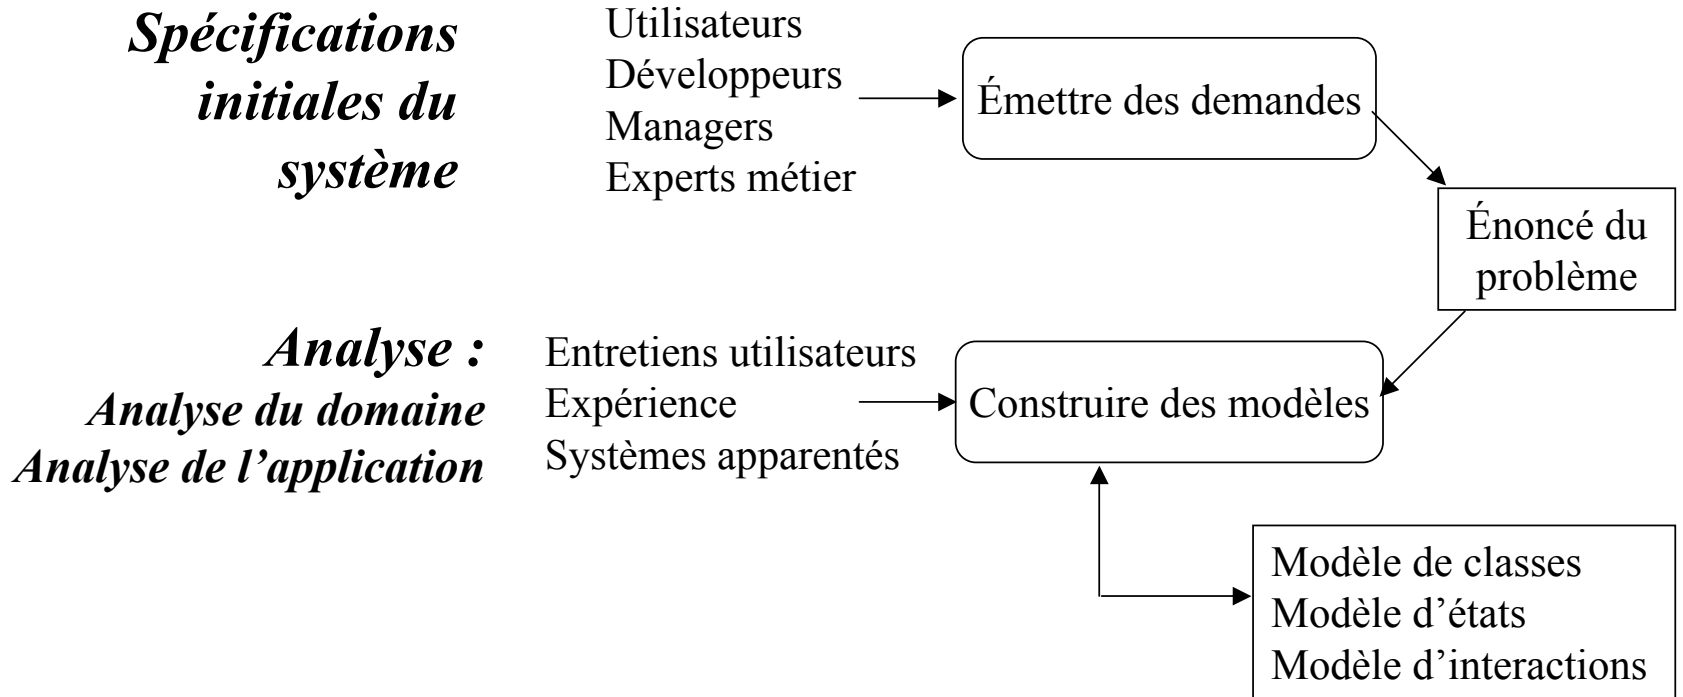 Spécifications
initiales du
système
Utilisateurs
Développeurs
Managers
Experts métier
Émettre des demandes
Énoncé du
problème
Analyse :
Analyse du domaine
Analyse de l’application
Entretiens utilisateurs
Expérience
Systèmes apparentés
Construire des modèles
Modèle de classes
Modèle d’états
Modèle d’interactions